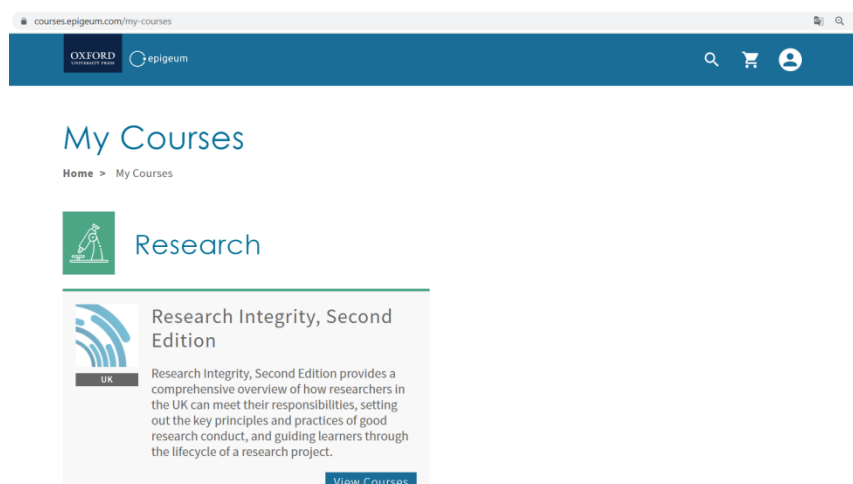 courses.epigeum.com/my-courses
OXFORD
UNIVERSITY PRESS
epigeum
My Courses
Home > My Courses
Research
Research Integrity, Second
Edition
UK
Research Integrity, Second Edition provides a
comprehensive overview of how researchers in
the UK can meet their responsibilities, setting
out the key principles and practices of good
research conduct, and guiding learners through
the lifecycle of a research project.
View Courses